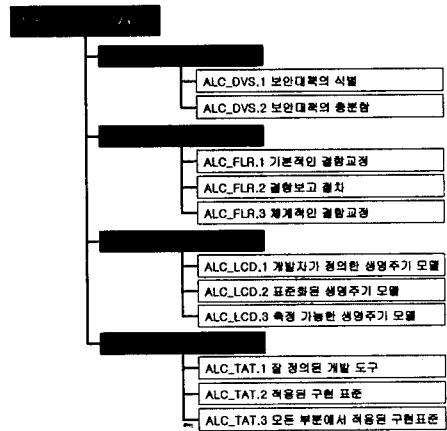 ALC_DVS.1 보안대책의 식별
ALC_DVS.2 보안대책의 충분함
ALC_FLR.1 기본적인 결함교정
ALC_FLR.2 결함보고 절차
ALC_FLR.3 체계적인 결함교정
ALC_LCD.1 개발자가 정의한 생명주기 모델
ALC_LCD.2 표준화된 생명주기 모델
ALC_LCD.3 측정 가능한 생명주기 모델
ALC_TAT.1 잘 정의된 개발 도구
ALC_TAT.2 적용된 구현 표준
ALC_TAT.3 모든 부분에서 적용된 구현표준